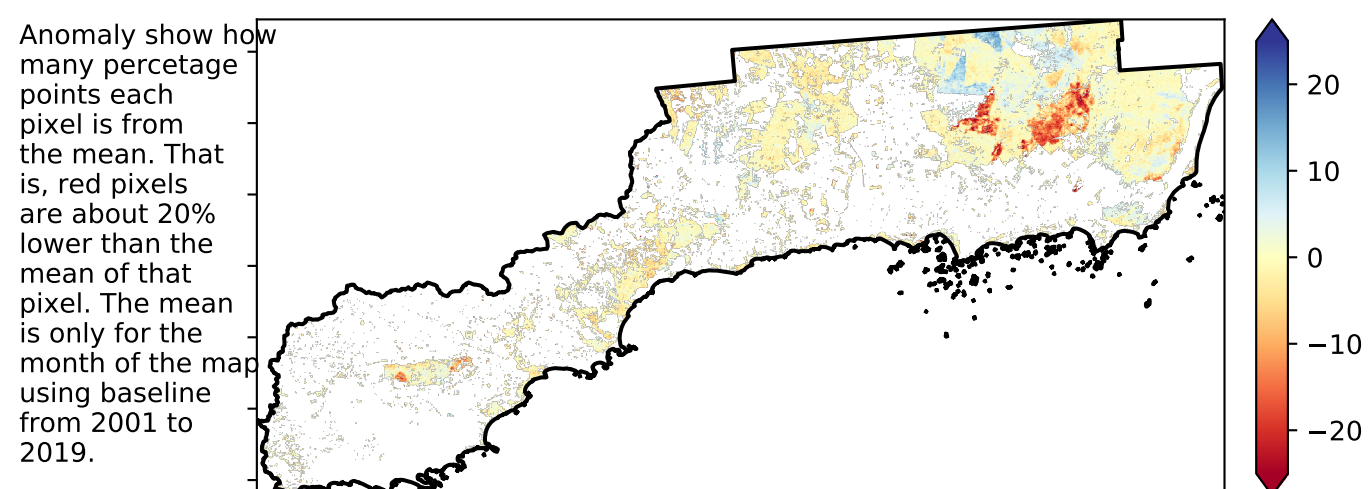 Anomaly show how
many percetage
points each
pixel is from
the mean. That
is, red pixels
are about 20%
lower than the
mean of that
pixel. The mean
is only for the
month of the map
using baseline
from 2001 to
2019.
20
10
0
−10
−20